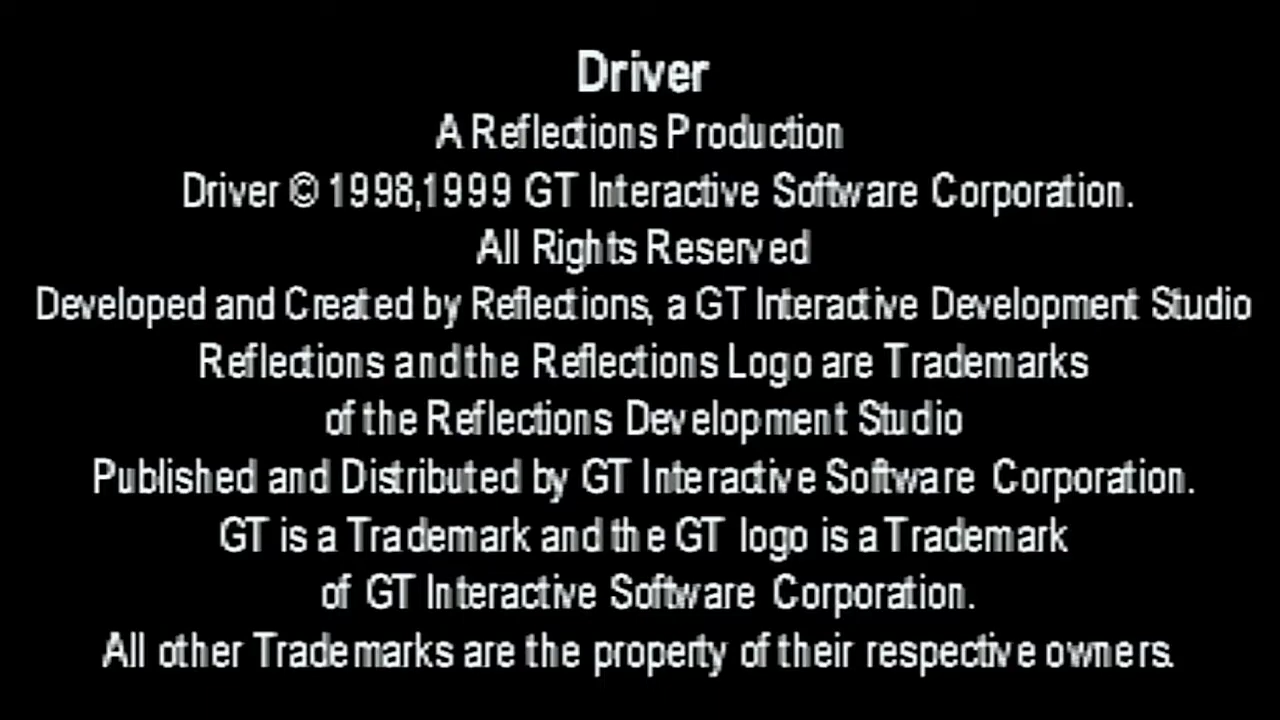 Driver
A Reflections Production
Driver © 1998,1999 GT Interactive Software Corporation.
All Rights Reserved
Developed and Created by Reflections, a GT Interactive Development Studio
Reflections and the Reflections Logo are Trademarks
of the Reflections Development Studio
Published and Distributed by GT Interactive Software Corporation.
GT is a Trademark and the GT logo is a Trademark
of GT Interactive Software Corporation.
All other Trademarks are the property of their respective owners.